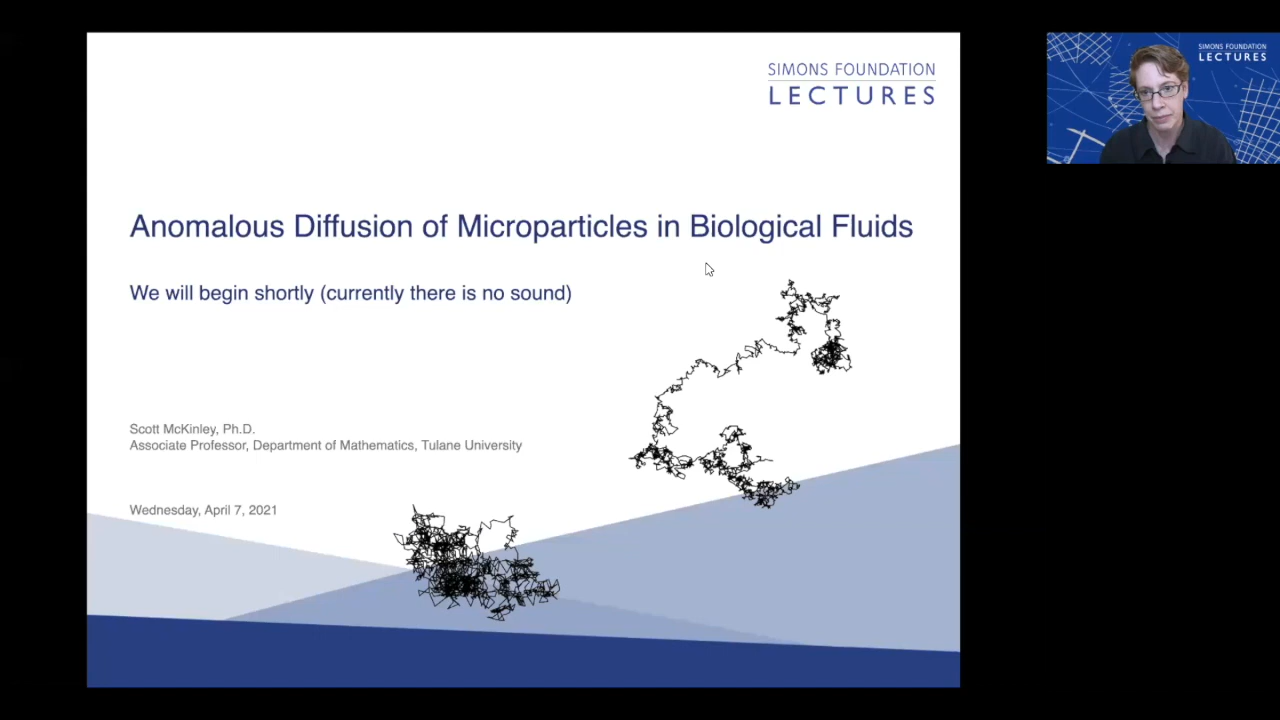 SIMONS FOUNDATION
LECTURES
Anomalous Diffusion of Microparticles in Biological Fluids
We will begin shortly (currently there is no sound)
Scott McKinley, Ph.D.
Associate Professor, Department of Mathematics, Tulane University
Wednesday, April 7, 2021
SIMONS FOUNDATION
LECTURES